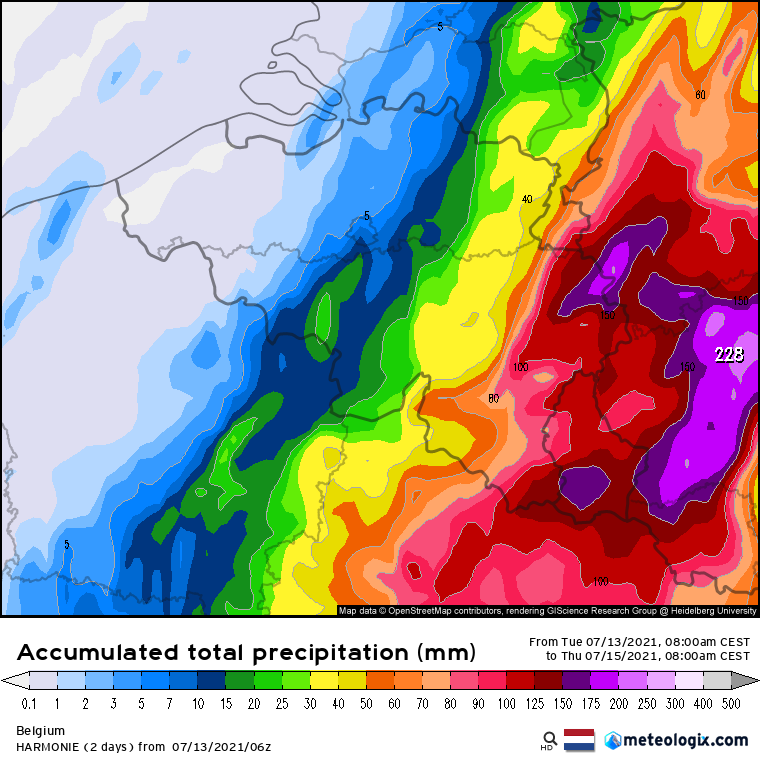 5
60
40
5
150
150
228
100
150
80
5
100
Map data © OpenStreetMap contributors, rendering GIScience Research Group @ Heidelberg University
Accumulated total precipitation (mm)
From Tue 07/13/2021, 08:00am CEST
to Thu 07/15/2021, 08:00am CEST
0.1 1 2 3 5 7 10 15 20 25 30 40 50 60 70 80 90 100 125 150 175 200 250 300 400 500
Belgium
HARMONIE (2 days) from 07/13/2021/06z
HD
meteologix.com